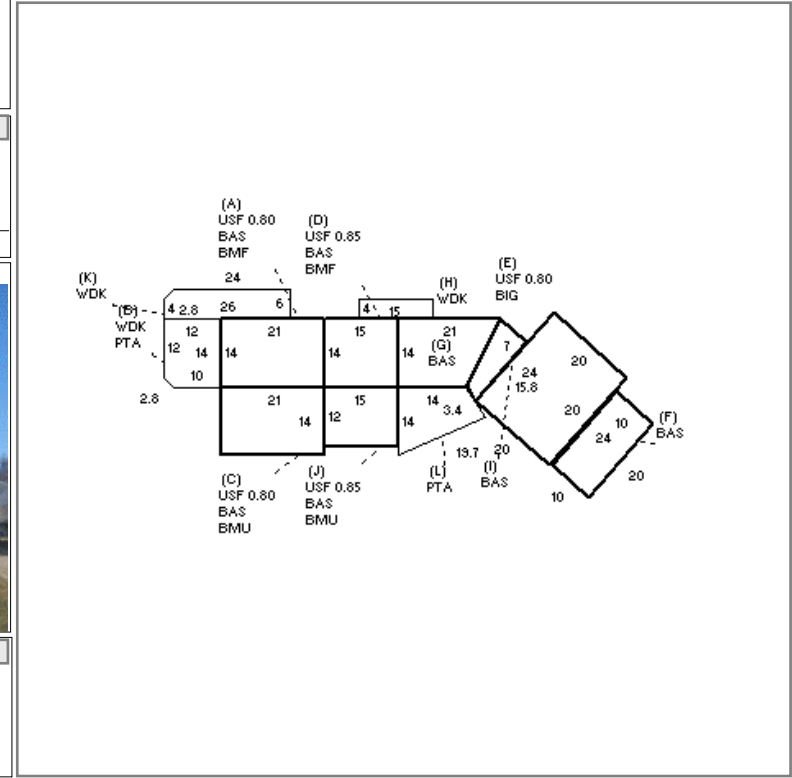 (A)
USF 0.80
BAS
BMF
(D)
USF 0.85
BAS
BMF
(E)
USF 0.80
BIG
(K)
WDK
24
(H)
WDK
(B)
WDK
PTA
4 2.8
26
6
4
15
12
21
15
21
7
12
14
14
14
14
(G)
BAS
24
15.8
20
10
2.8
21
15
14
3.4
20
10
(F)
BAS
14
12
14
24
19.7
20
20
10
(C)
USF 0.80
BAS
BMU
(J)
USF 0.85
BAS
BMU
(L)
PTA
(I)
BAS